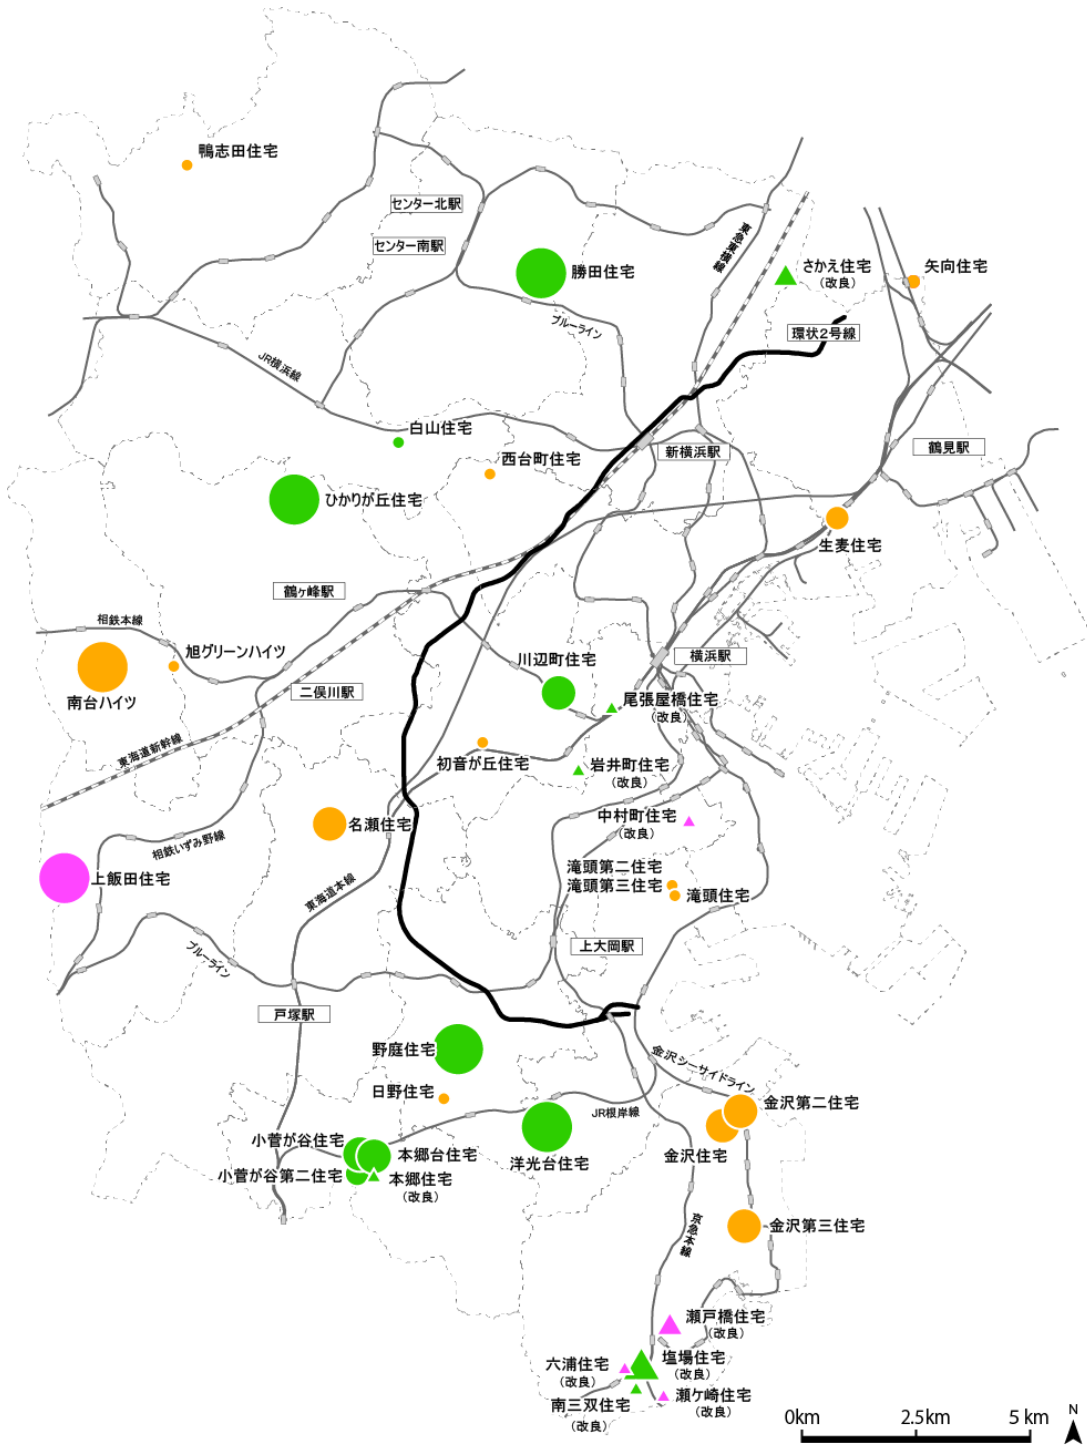 鴨志田住宅
センター北駅
センター南駅
東急東横線
勝田住宅
さかえ住宅
（改良）
矢向住宅
ブルーライン
環状2号線
JR横浜線
白山住宅
西台町住宅
新横浜駅
鶴見駅
ひかりが丘住宅
生麦住宅
鶴ヶ峰駅
相鉄本線
旭グリーンハイツ
川辺町住宅
横浜駅
南台ハイツ
二俣川駅
尾張屋橋住宅
（改良）
東海道新幹線
初音が丘住宅
岩井町住宅
（改良）
名瀬住宅
中村町住宅
（改良）
相鉄いずみ野線
上飯田住宅
滝頭第二住宅
滝頭第三住宅
滝頭住宅
東海道本線
ブルーライン
上大岡駅
戸塚駅
野庭住宅
金沢シーサイドライン
日野住宅
JR根岸線
金沢第二住宅
小菅が谷住宅
本郷台住宅
洋光台住宅
金沢住宅
小菅が谷第二住宅
本郷住宅
（改良）
京急本線
金沢第三住宅
瀬戸橋住宅
（改良）
六浦住宅
（改良）
塩場住宅
（改良）
南三双住宅
（改良）
瀬ケ崎住宅
（改良）
0km 2.5km 5 km
N